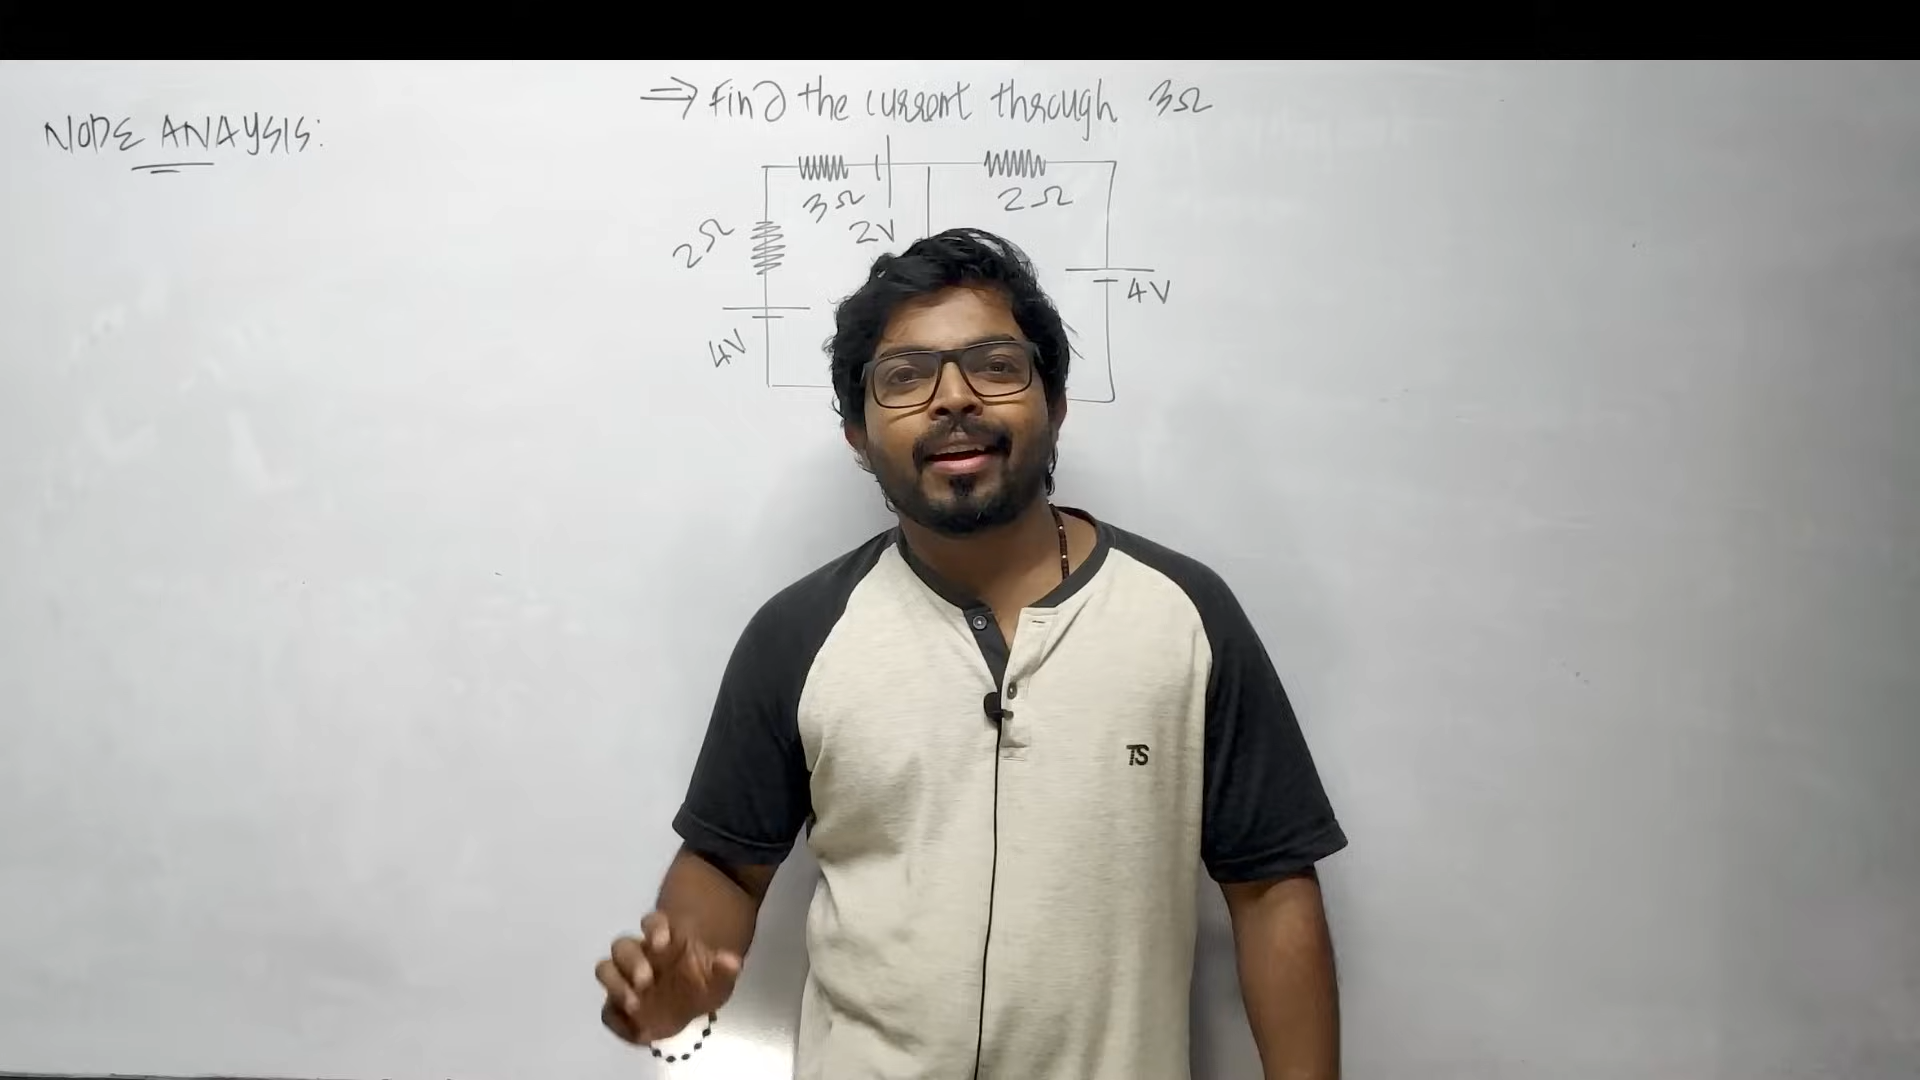 ⇒ Find the current through 3Ω
NODE ANAYSIS:
3Ω
2Ω
2V
2Ω
4V
4V
TS